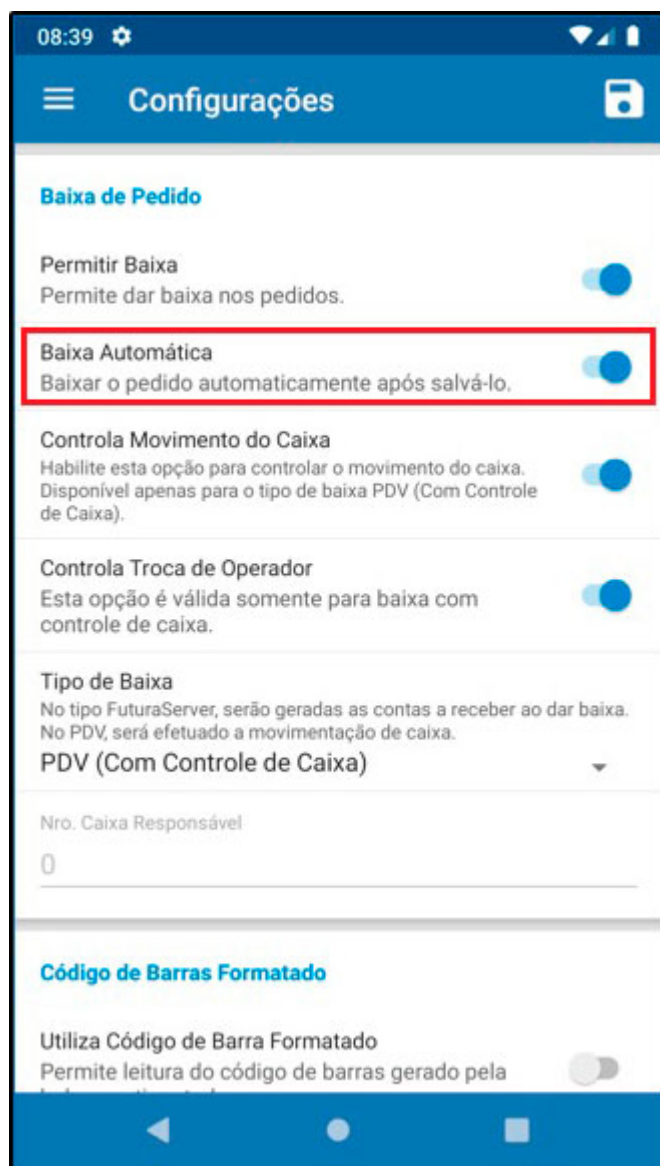 08:39
Configurações
Baixa de Pedido
Permitir Baixa
Permite dar baixa nos pedidos.
Baixa Automática
Baixar o pedido automaticamente após salvá-lo.
Controla Movimento do Caixa
Habilite esta opção para controlar o movimento do caixa.
Disponível apenas para o tipo de baixa PDV (Com Controle
de Caixa).
Controla Troca de Operador
Esta opção é válida somente para baixa com
controle de caixa.
Tipo de Baixa
No tipo FuturaServer, serão geradas as contas a receber ao dar baixa.
No PDV, será efetuado a movimentação de caixa.
PDV (Com Controle de Caixa)
Nro. Caixa Responsável
0
Código de Barras Formatado
Utiliza Código de Barra Formatado
Permite leitura do código de barras gerado pela